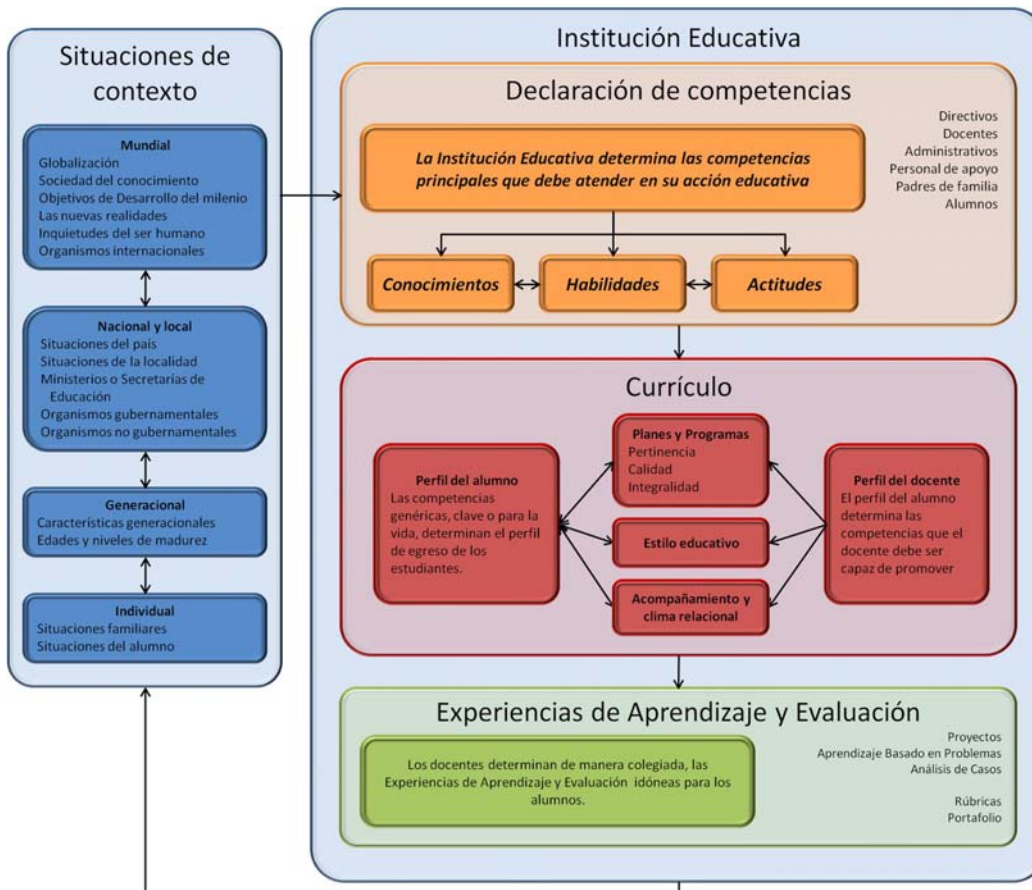 Situaciones de
contexto
Mundial
Globalización
Sociedad del conocimiento
Objetivos de Desarrollo del milenio
Las nuevas realidades
Inquietudes del ser humano
Organismos internacionales
Nacional y local
Situaciones del país
Situaciones de la localidad
Ministerios o Secretarías de
Educación
Organismos gubernamentales
Organismos no gubernamentales
Generacional
Características generacionales
Edades y niveles de madurez
Individual
Situaciones familiares
Situaciones del alumno
Institución Educativa
Declaración de competencias
La Institución Educativa determina las competencias
principales que debe atender en su acción educativa
Conocimientos
Habilidades
Actitudes
Directivos
Docentes
Administrativos
Personal de apoyo
Padres de familia
Alumnos
Currículo
Perfil del alumno
Las competencias
genéricas, clave o para la
vida, determinan el perfil
de egreso de los
estudiantes.
Planes y Programas
Pertinencia
Calidad
Integralidad
Estilo educativo
Acompañamiento y
clima relacional
Perfil del docente
El perfil del alumno
determina las
competencias que el
docente debe ser
capaz de promover
Experiencias de Aprendizaje y Evaluación
Los docentes determinan de manera colegiada, las
Experiencias de Aprendizaje y Evaluación idóneas para los
alumnos.
Proyectos
Aprendizaje Basado en Problemas
Análisis de Casos
Rúbricas
Portafolio